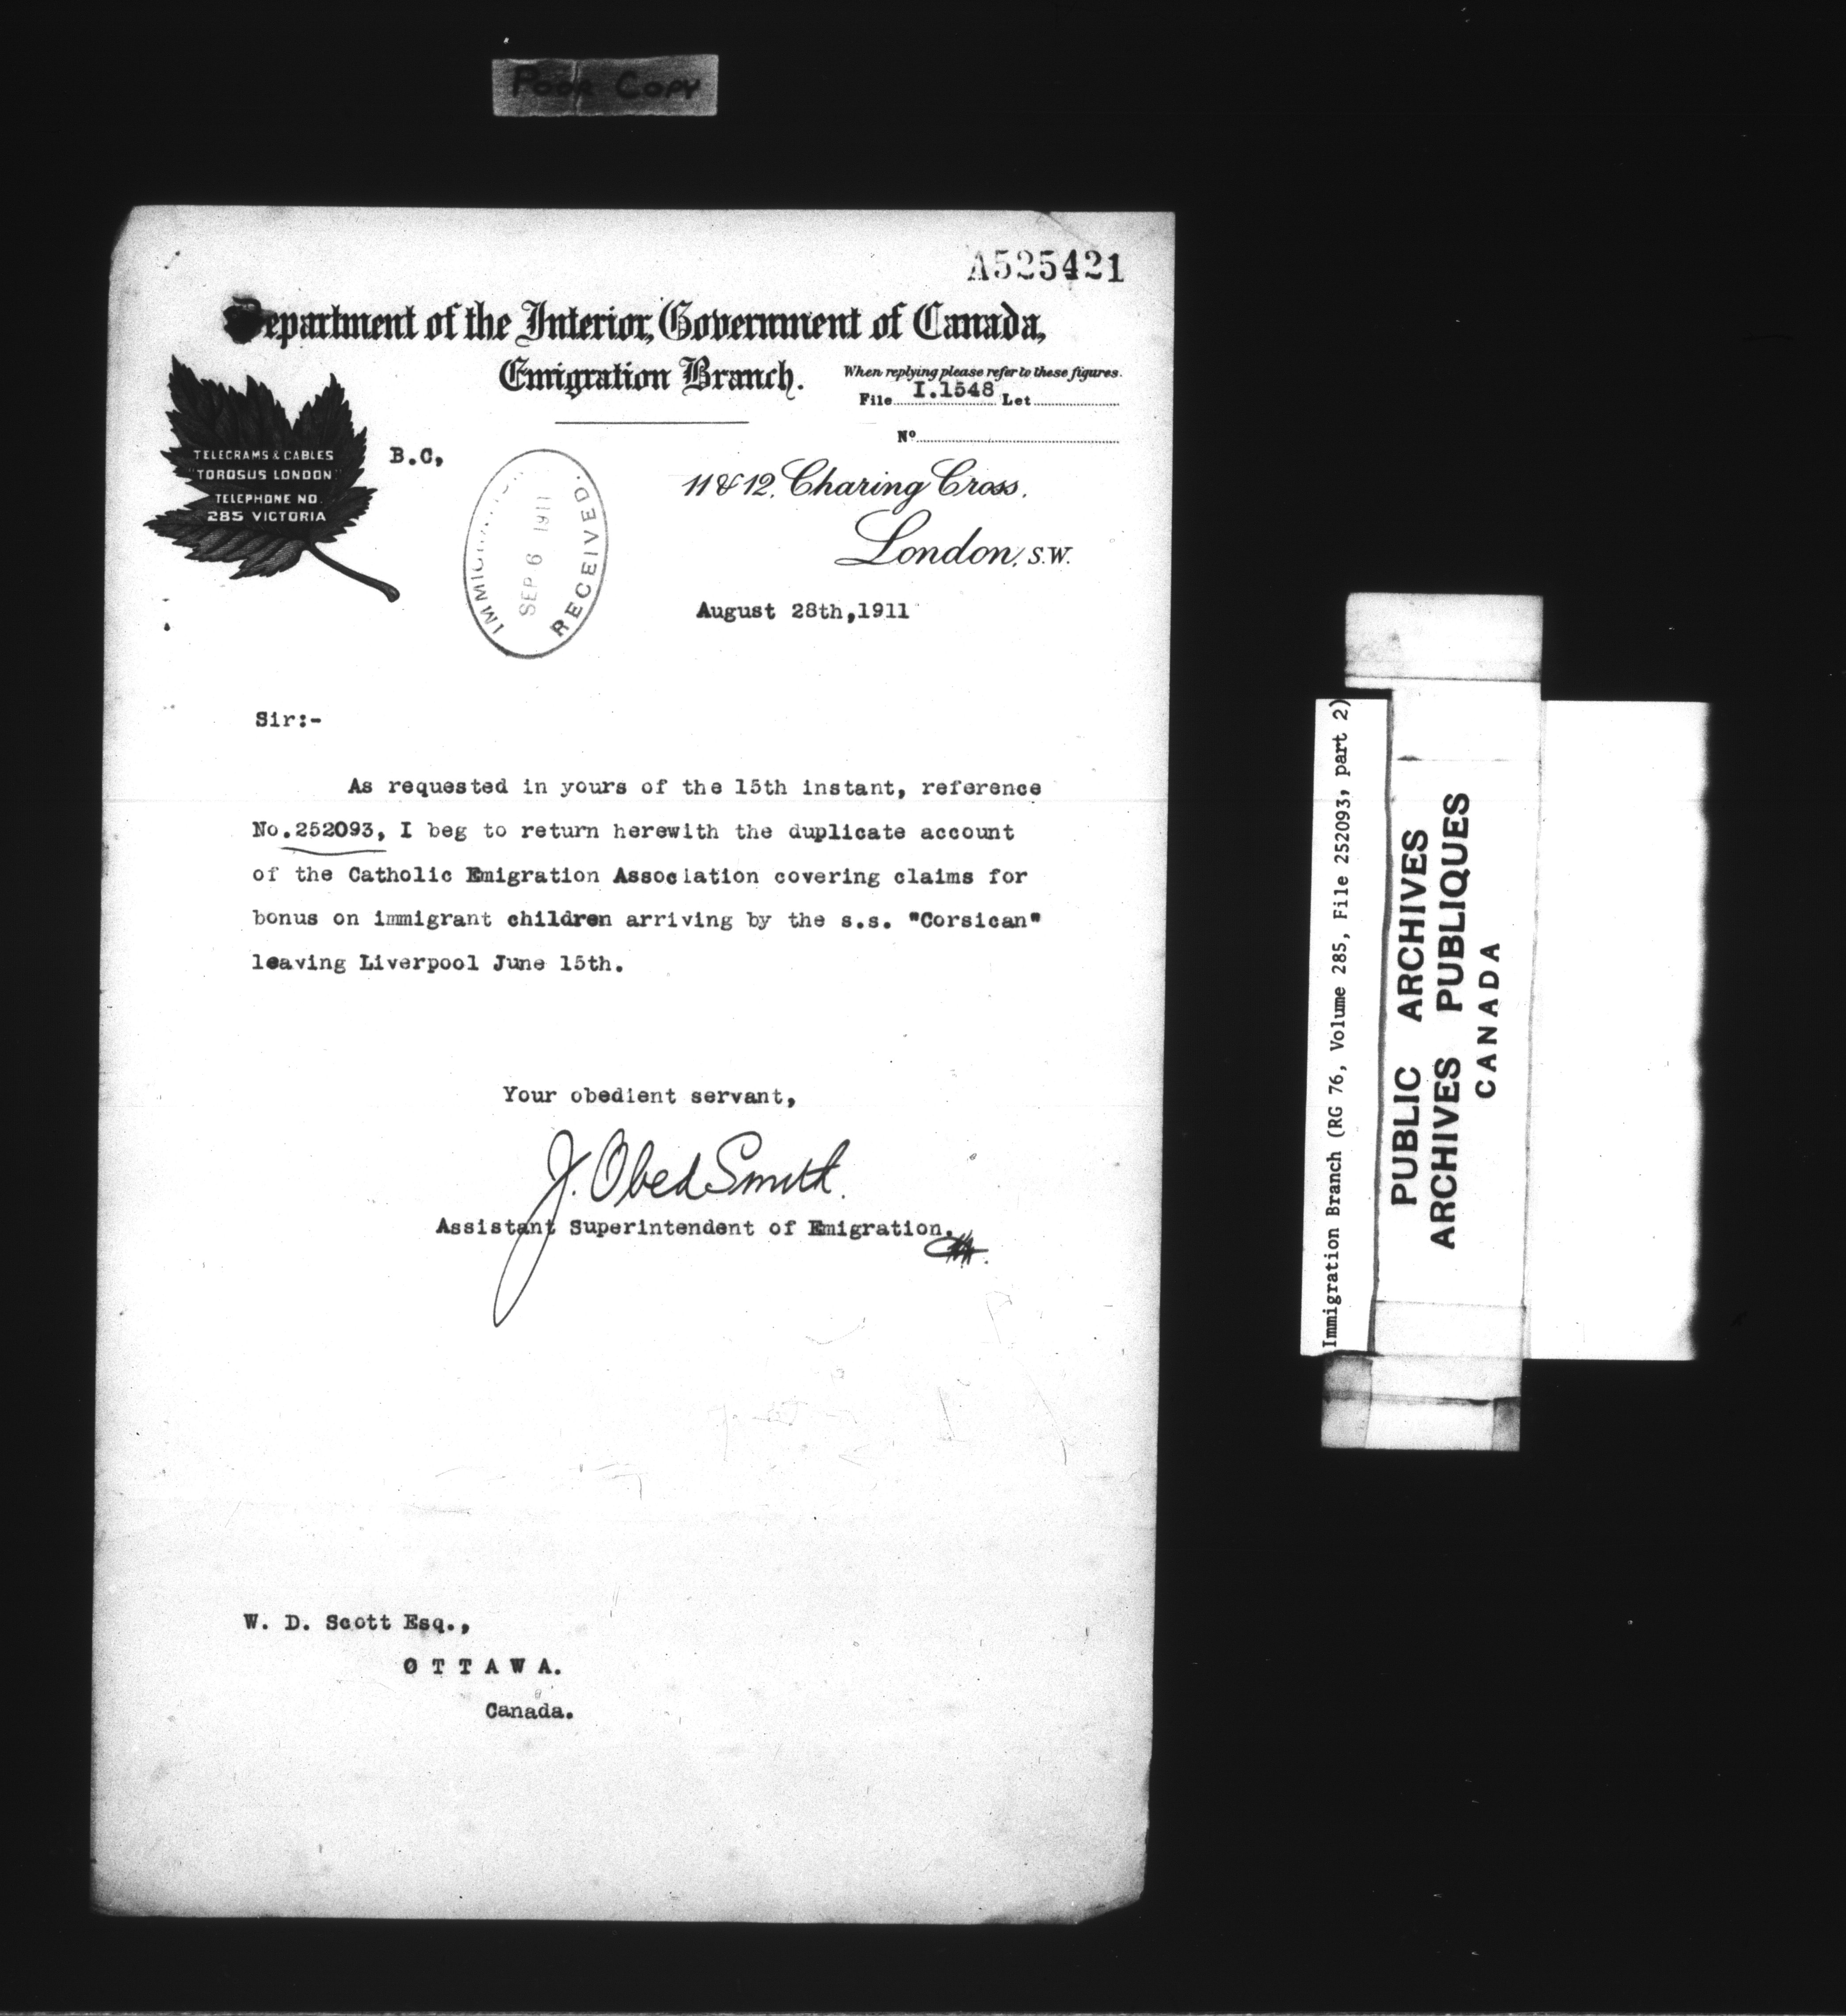 POOR COPY
A525421
Department of the Interior, Government of Canada,
Emigration Branch.
When replying please refer to these figures.
File I.1548 Let
No
TELEGRAMS & CABLES
"TOROSUS LONDON"
TELEPHONE NO.
285 VICTORIA
B.C,
IMMIGRATION
SEP 6 1911
RECEIVED.
11 & 12, Charing Cross,
London, S.W.
August 28th,1911
Sir:-
As requested in yours of the 15th instant, reference
No.252093, I beg to return herewith the duplicate account
of the Catholic Emigration Association covering claims for
bonus on immigrant children arriving by the s.s. "Corsican"
leaving Liverpool June 15th.
Your obedient servant,
J. Obed Smith.
Assistant Superintendent of Emigration.
W. D. Scott Esq.,
O T T A W A.
Canada.
Immigration Branch (RG 76, Volume 285, File 252093, part 2)
PUBLIC ARCHIVES
ARCHIVES PUBLIQUES
CANADA